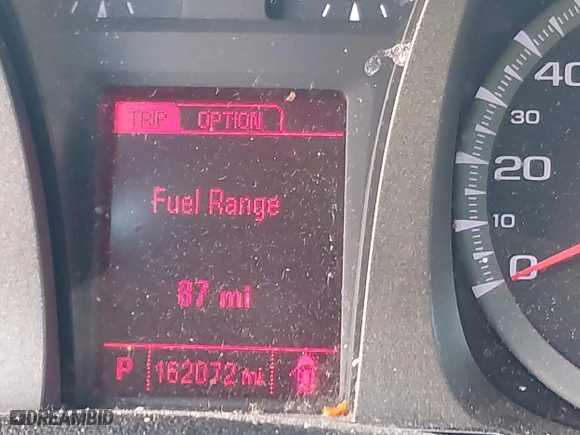 TRIP OPTION
Fuel Range
87 mi
P 162072 mi
40
30
20
10
0
DREAMBID